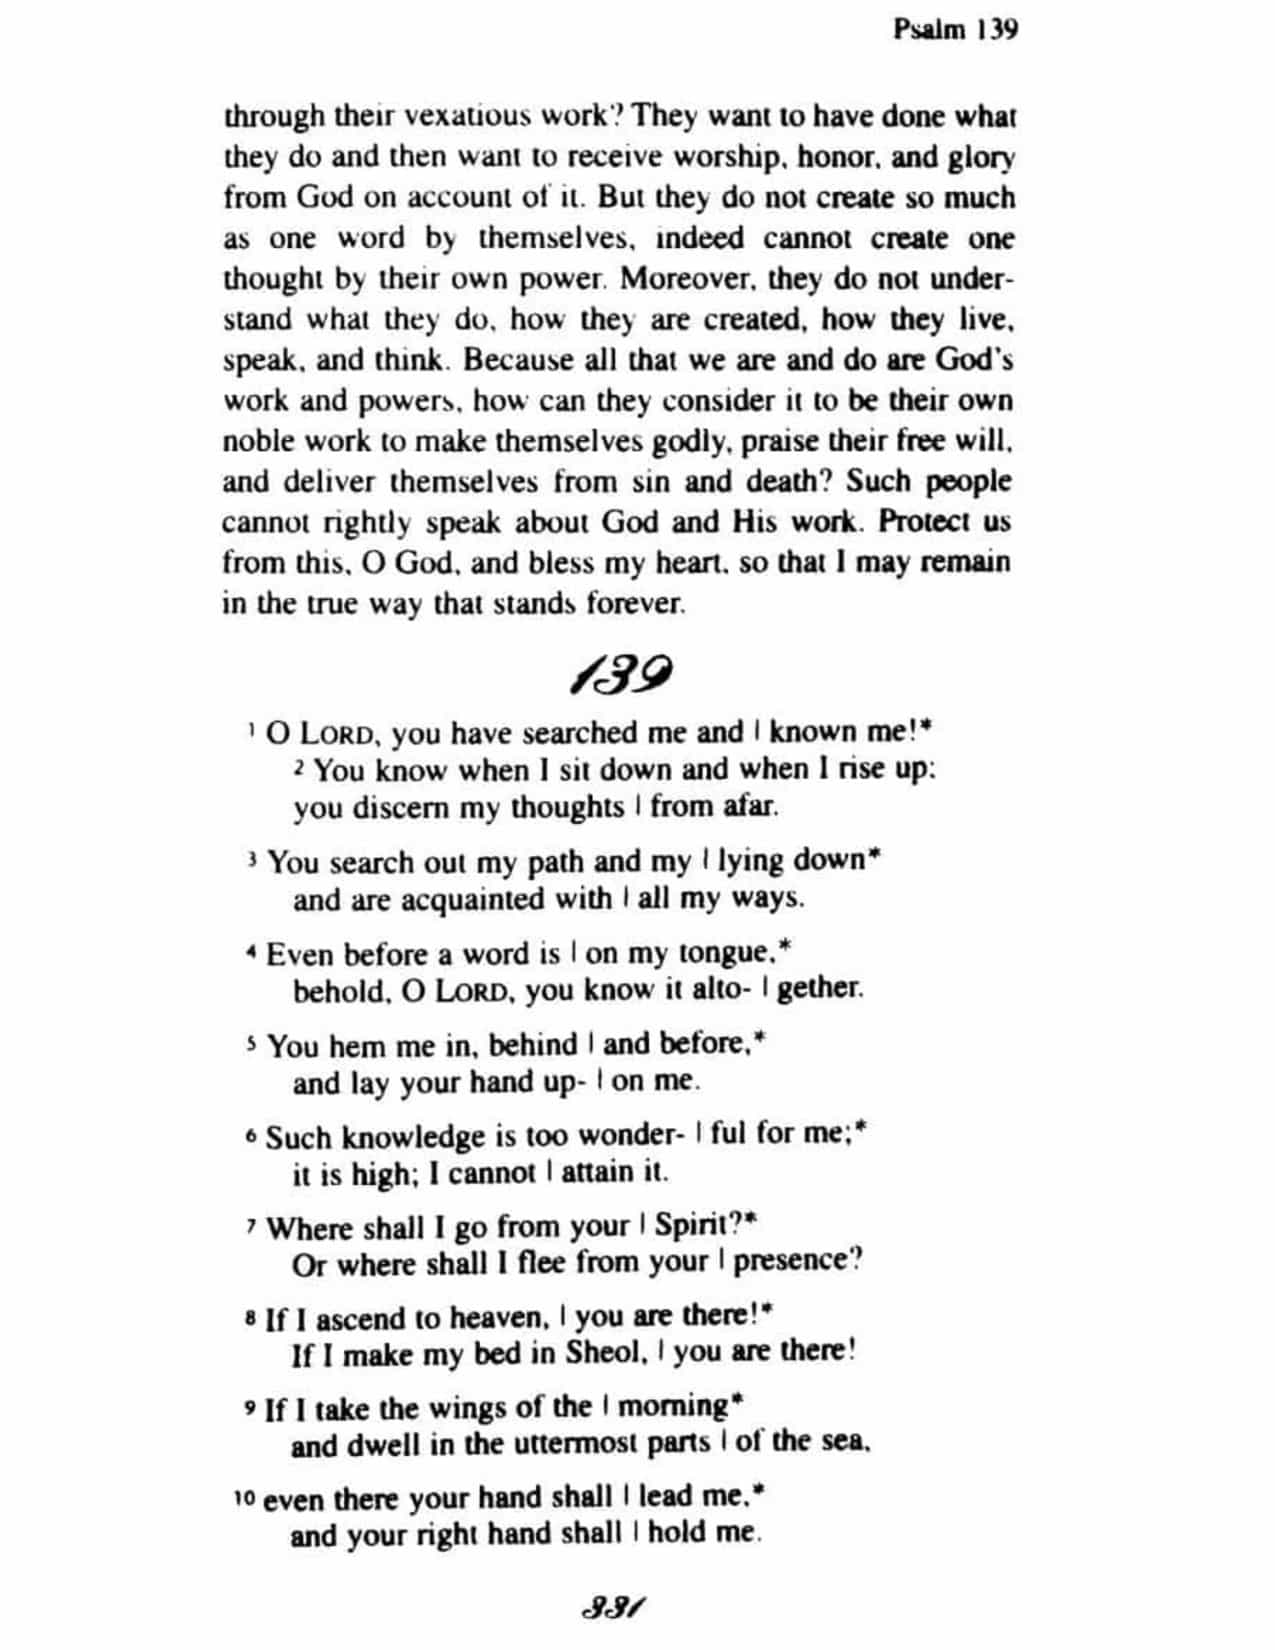 Psalm 139
through their vexatious work? They want to have done what
they do and then want to receive worship, honor, and glory
from God on account of it. But they do not create so much
as one word by themselves, indeed cannot create one
thought by their own power. Moreover, they do not under-
stand what they do, how they are created, how they live,
speak, and think. Because all that we are and do are God's
work and powers, how can they consider it to be their own
noble work to make themselves godly, praise their free will,
and deliver themselves from sin and death? Such people
cannot rightly speak about God and His work. Protect us
from this, O God, and bless my heart, so that I may remain
in the true way that stands forever.
139
1 O LORD, you have searched me and | known me!*
2 You know when I sit down and when I rise up;
you discern my thoughts | from afar.
3 You search out my path and my | lying down*
and are acquainted with | all my ways.
4 Even before a word is | on my tongue,*
behold, O LORD, you know it alto- | gether.
5 You hem me in, behind | and before,*
and lay your hand up- | on me.
6 Such knowledge is too wonder- | ful for me;*
it is high; I cannot | attain it.
7 Where shall I go from your | Spirit?*
Or where shall I flee from your | presence?
8 If I ascend to heaven, | you are there!*
If I make my bed in Sheol, | you are there!
9 If I take the wings of the | morning*
and dwell in the uttermost parts | of the sea,
10 even there your hand shall | lead me,*
and your right hand shall | hold me.
331